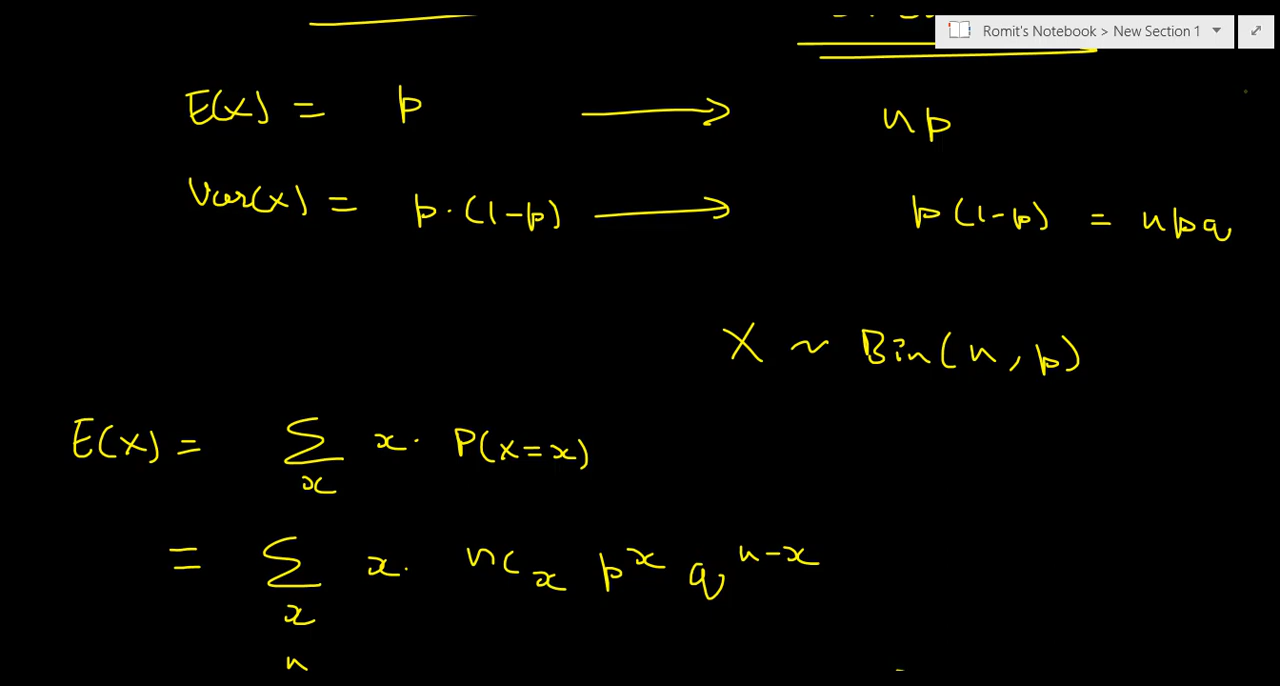 Romit's Notebook > New Section 1
E(X) = p → np
Var(X) = p·(1-p) → p(1-p) = npq
X ~ Bin(n, p)
E(X) = ∑ x · P(X=x)
x
= ∑ x · nCx p^x q^n-x
x
n